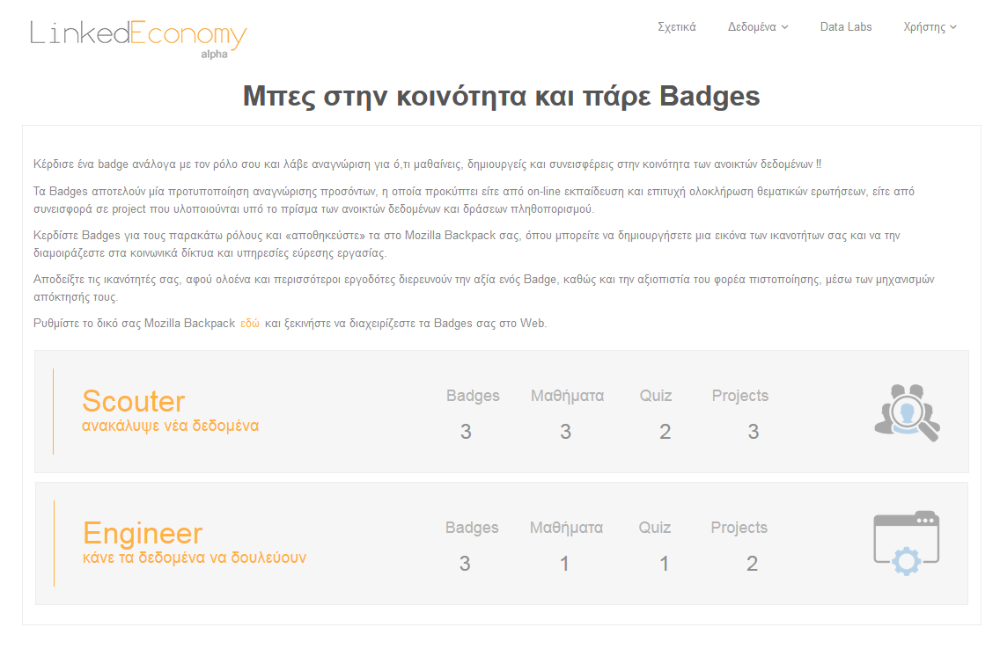 LinkedEconomy
alpha
Σχετικά Δεδομένα Data Labs Χρήστης
Μπες στην κοινότητα και πάρε Badges
Κέρδισε ένα badge ανάλογα με τον ρόλο σου και λάβε αναγνώριση για ό,τι μαθαίνεις, δημιουργείς και συνεισφέρεις στην κοινότητα των ανοικτών δεδομένων !!
Τα Badges αποτελούν μία προτυποποίηση αναγνώρισης προσόντων, η οποία προκύπτει είτε από on-line εκπαίδευση και επιτυχή ολοκλήρωση θεματικών ερωτήσεων, είτε από
συνεισφορά σε project που υλοποιούνται υπό το πρίσμα των ανοικτών δεδομένων και δράσεων πληθοπορισμού.
Κερδίστε Badges για τους παρακάτω ρόλους και «αποθηκεύστε» τα στο Mozilla Backpack σας, όπου μπορείτε να δημιουργήσετε μια εικόνα των ικανοτήτων σας και να την
διαμοιράζεστε στα κοινωνικά δίκτυα και υπηρεσίες εύρεσης εργασίας.
Αποδείξτε τις ικανότητές σας, αφού ολοένα και περισσότεροι εργοδότες διερευνούν την αξία ενός Badge, καθώς και την αξιοπιστία του φορέα πιστοποίησης, μέσω των μηχανισμών
απόκτησής τους.
Ρυθμίστε το δικό σας Mozilla Backpack εδώ και ξεκινήστε να διαχειρίζεστε τα Badges σας στο Web.
Scouter
ανακάλυψε νέα δεδομένα
Badges Μαθήματα Quiz Projects
3 3 2 3
Engineer
κάνε τα δεδομένα να δουλεύουν
Badges Μαθήματα Quiz Projects
3 1 1 2